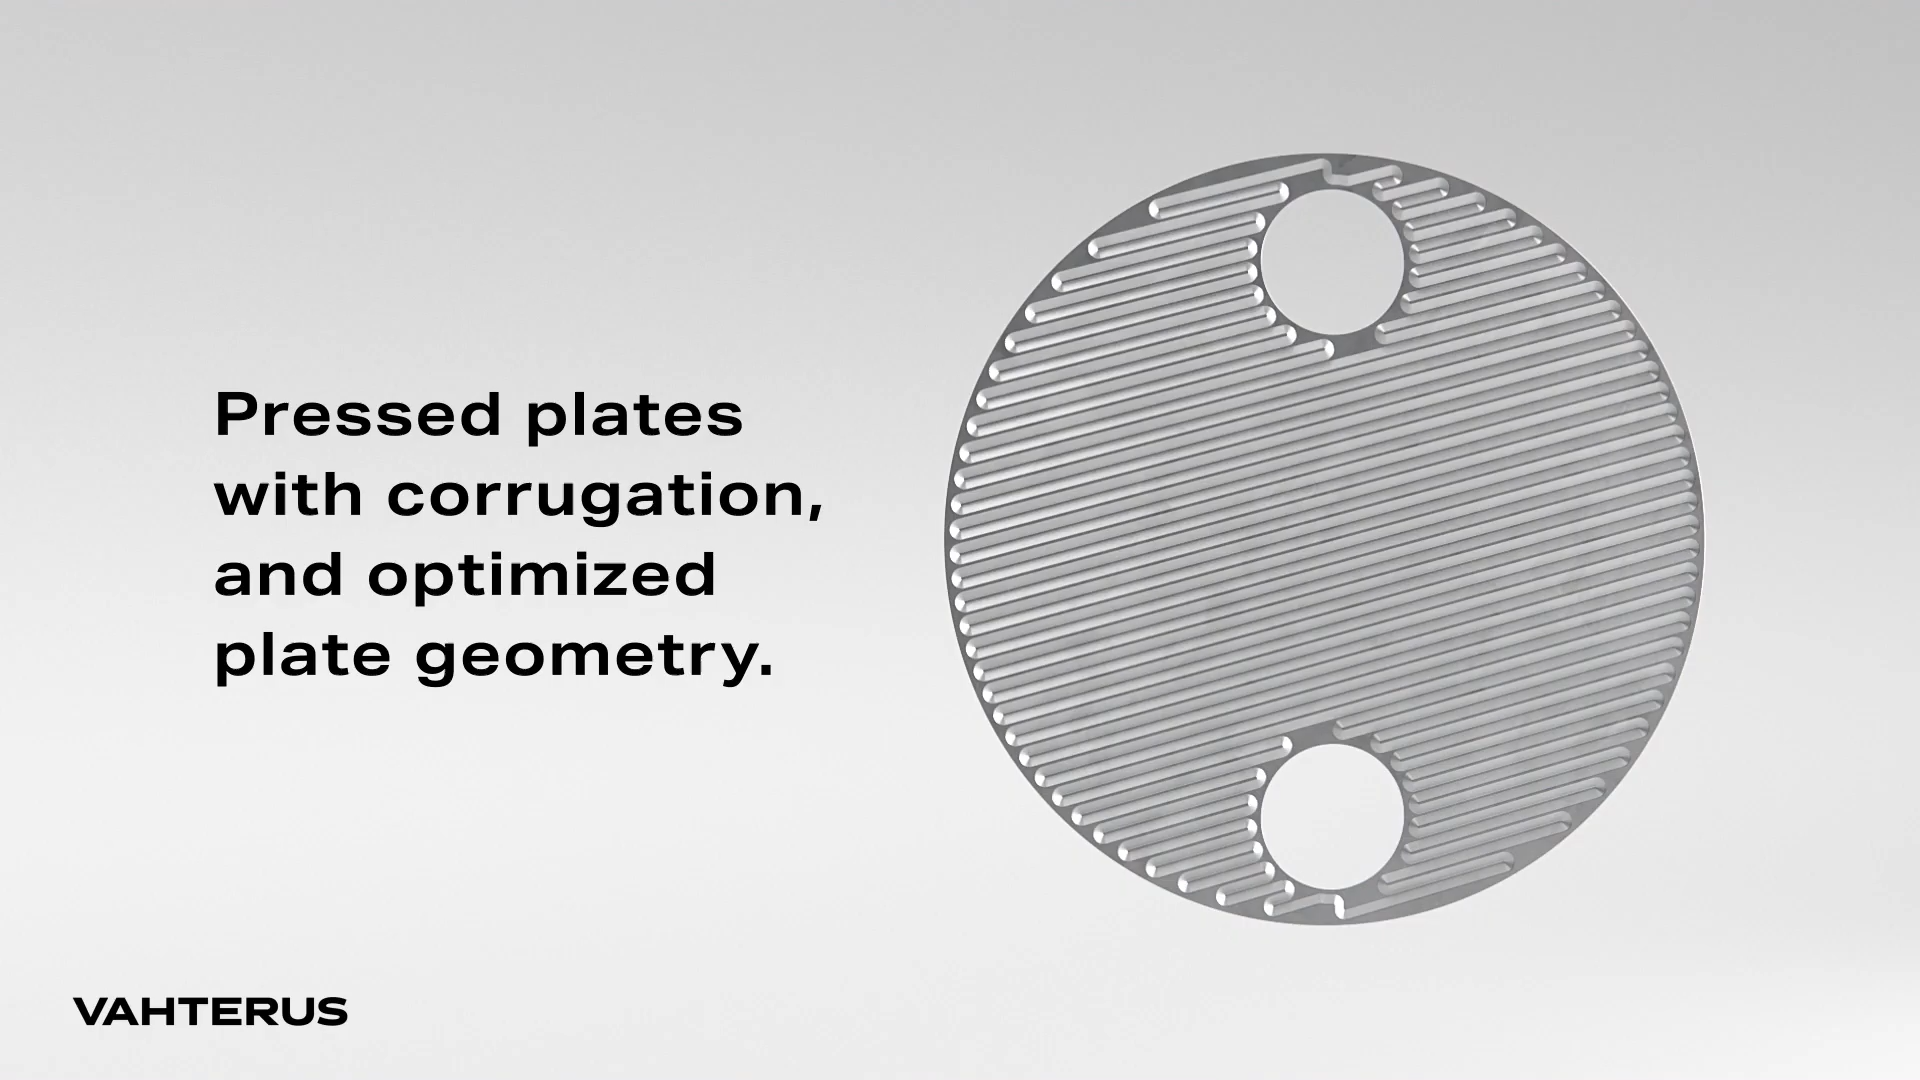 Pressed plates
with corrugation,
and optimized
plate geometry.
VAHTERUS